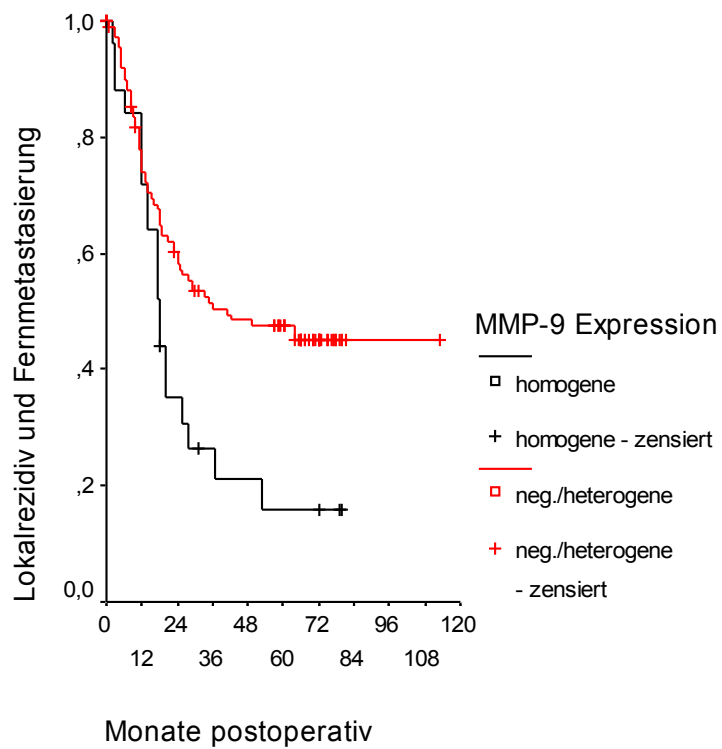 Lokalrezidiv und Fernmetastasierung
1,0
,8
,6
,4
,2
0,0
0 24 48 72 96 120
12 36 60 84 108
Monate postoperativ
MMP-9 Expression
homogene
homogene - zensiert
neg./heterogene
neg./heterogene
- zensiert